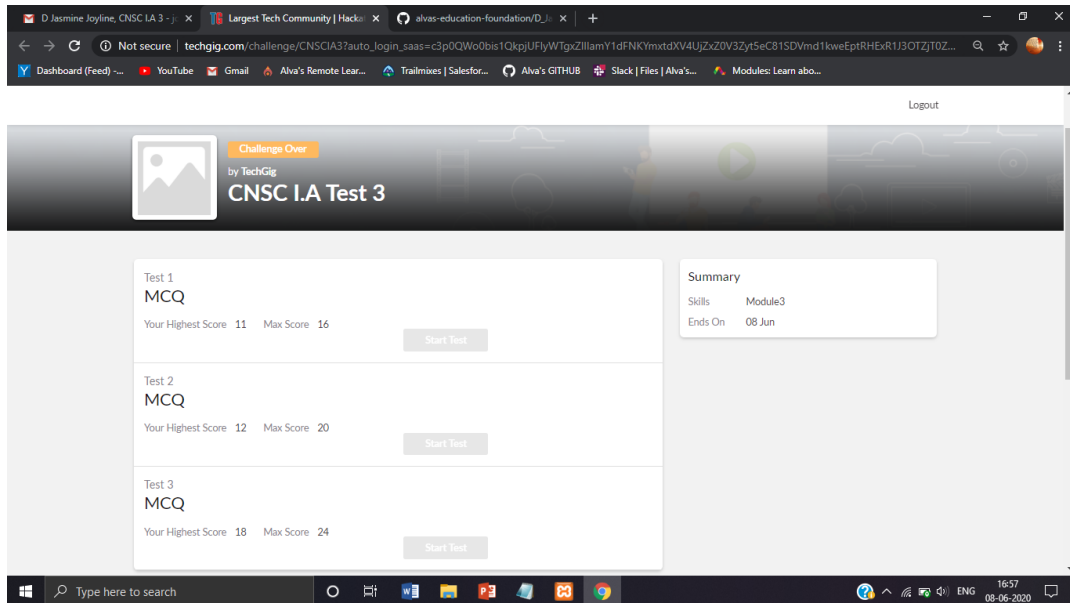 D Jasmine Joyline, CNSC I.A 3 - jo
Largest Tech Community | Hackat
alvas-education-foundation/D_Ja
Not secure | techgig.com/challenge/CNSCIA3?auto_login_saas=
Dashboard (Feed) -...
YouTube
Gmail
Alva's Remote Lear...
Trailmixes | Salesfor...
Alva's GITHUB
Slack | Files | Alva's...
Modules: Learn abo...
Logout
Challenge Over
by TechGig
CNSC I.A Test 3
Test 1
MCQ
Your Highest Score 11 Max Score 16
Start Test
Test 2
MCQ
Your Highest Score 12 Max Score 20
Start Test
Test 3
MCQ
Your Highest Score 18 Max Score 24
Start Test
Summary
Skills Module3
Ends On 08 Jun
Type here to search
ENG
16:57
08-06-2020